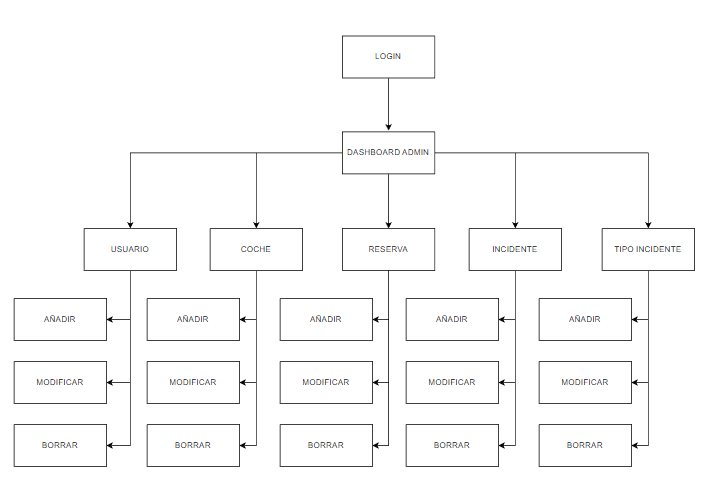 LOGIN
DASHBOARD ADMIN
USUARIO
COCHE
RESERVA
INCIDENTE
TIPO INCIDENTE
AÑADIR
AÑADIR
AÑADIR
AÑADIR
AÑADIR
MODIFICAR
MODIFICAR
MODIFICAR
MODIFICAR
MODIFICAR
BORRAR
BORRAR
BORRAR
BORRAR
BORRAR